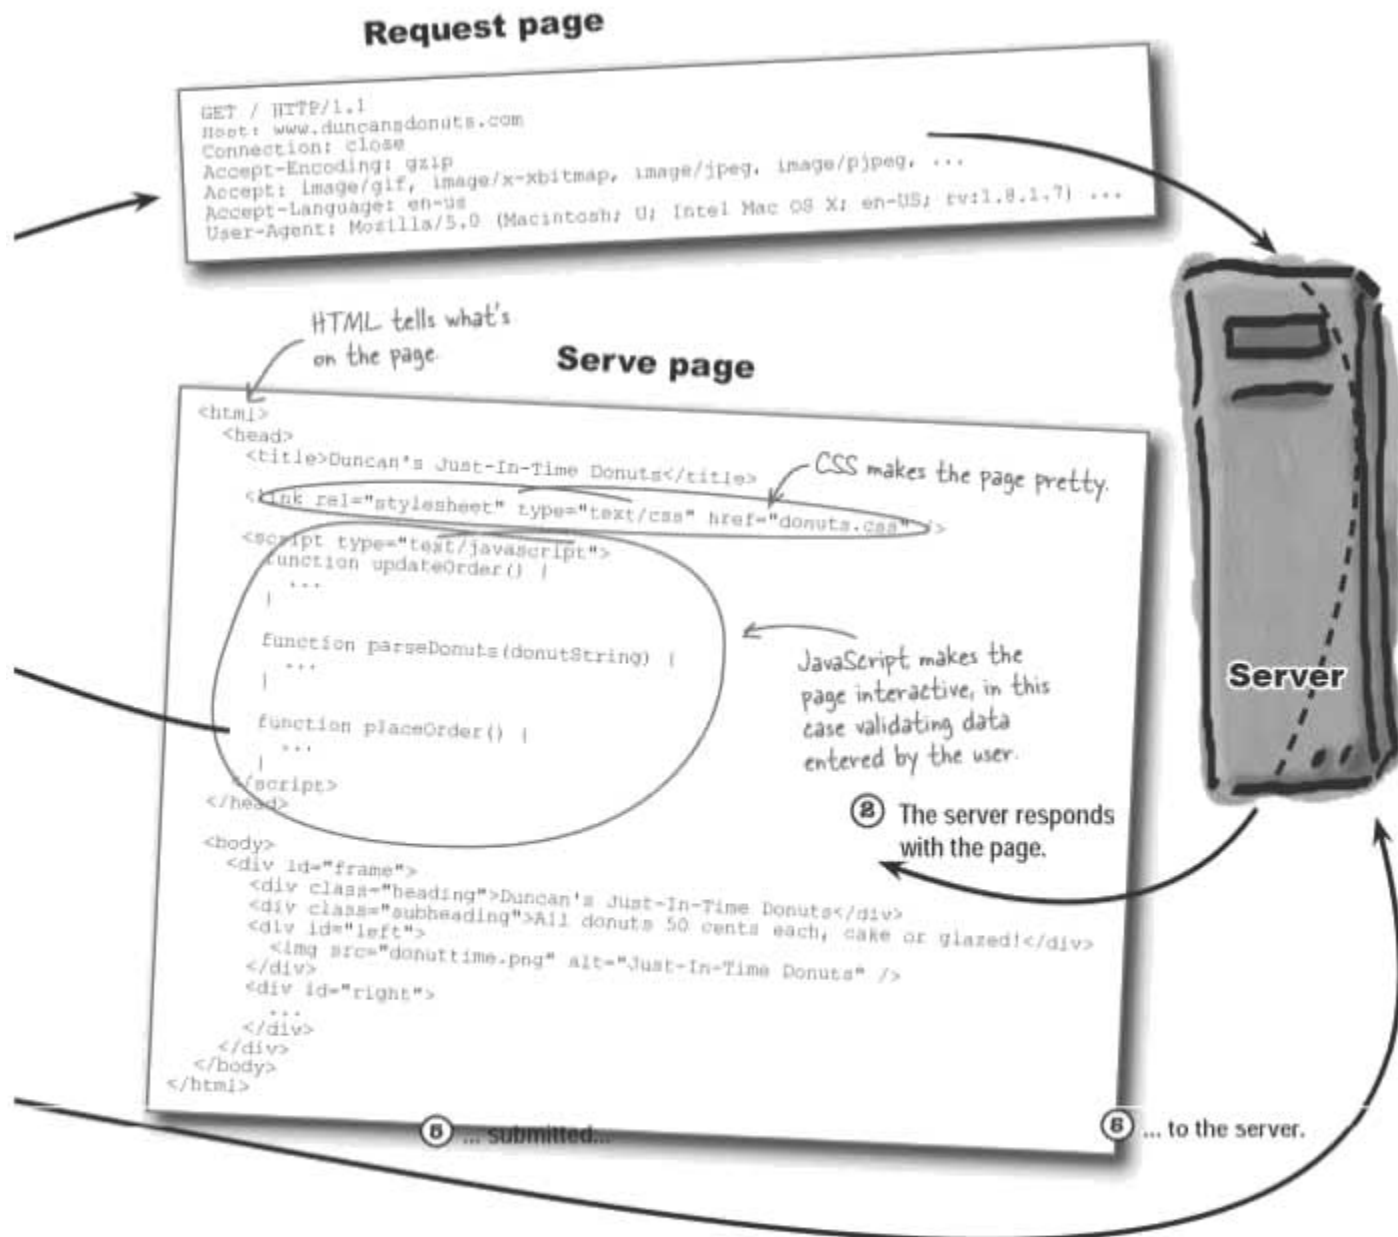 Request page
GET / HTTP/1.1
Host: www.duncansdonuts.com
Connection: close
Accept-Encoding: gzip
Accept: image/gif, image/x-xbitmap, image/jpeg, image/pjpeg, ...
Accept-Language: en-us
User-Agent: Mozilla/5.0 (Macintosh; U; Intel Mac OS X; en-US; rv:1.8.1.7) ...
HTML tells what's
on the page.
Serve page
<html>
<head>
<title>Duncan's Just-In-Time Donuts</title>
CSS makes the page pretty.
<link rel="stylesheet" type="text/css" href="donuts.css" />
<script type="text/javascript">
function updateOrder() {
...
}
function parseDonuts(donutString) {
...
}
function placeOrder() {
...
}
</script>
</head>
JavaScript makes the
page interactive, in this
case validating data
entered by the user.
Server
2 The server responds
with the page.
<body>
<div id="frame">
<div class="heading">Duncan's Just-In-Time Donuts</div>
<div class="subheading">All donuts 50 cents each, cake or glazed!</div>
<div id="left">
<img src="donuttime.png" alt="Just-In-Time Donuts" />
</div>
<div id="right">
...
</div>
</div>
</body>
</html>
... submitted...
... to the server.